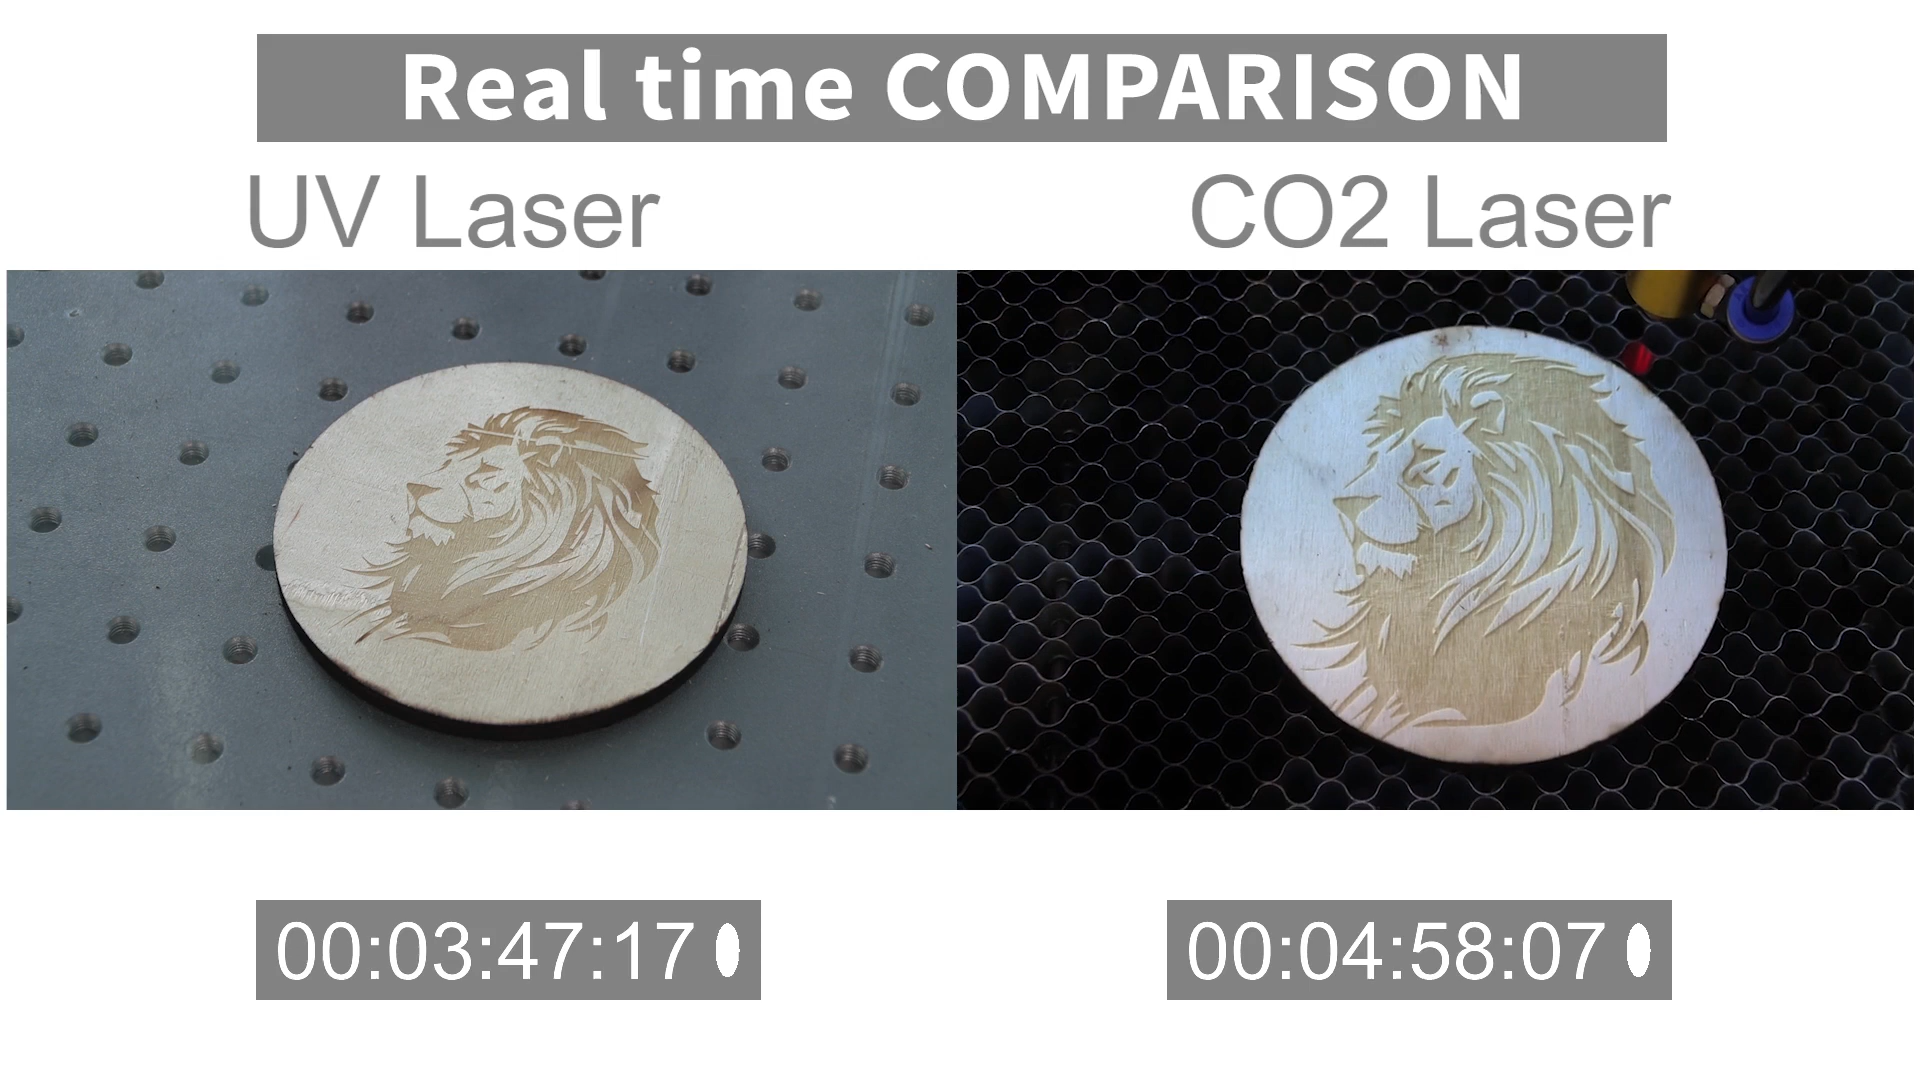 Real time COMPARISON
UV Laser
CO2 Laser
00:03:47:17
00:04:58:07